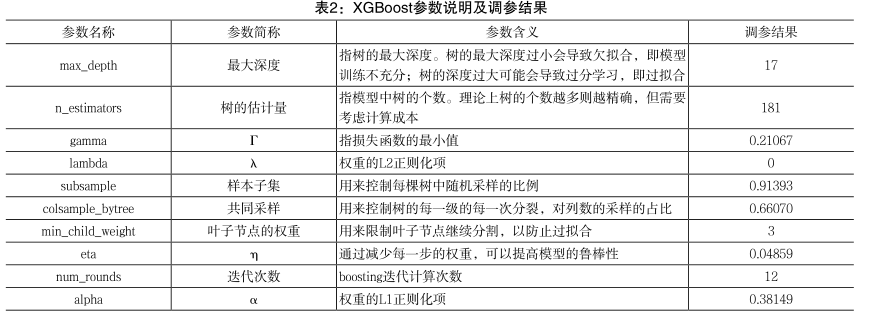 表2：XGBoost参数说明及调参结果
参数名称 参数简称 参数含义 调参结果
max_depth 最大深度 指树的最大深度。树的最大深度过小会导致欠拟合，即模型
训练不充分；树的深度过大可能会导致过分学习，即过拟合 17
n_estimators 树的估计量 指模型中树的个数。理论上树的个数越多则越精确，但需要
考虑计算成本 181
gamma Γ 指损失函数的最小值 0.21067
lambda λ 权重的L2正则化项 0
subsample 样本子集 用来控制每棵树中随机采样的比例 0.91393
colsample_bytree 共同采样 用来控制树的每一级的每一次分裂，对列数的采样的占比 0.66070
min_child_weight 叶子节点的权重 用来限制叶子节点继续分割，以防止过拟合 3
eta η 通过减少每一步的权重，可以提高模型的鲁棒性 0.04859
num_rounds 迭代次数 boosting迭代计算次数 12
alpha α 权重的L1正则化项 0.38149